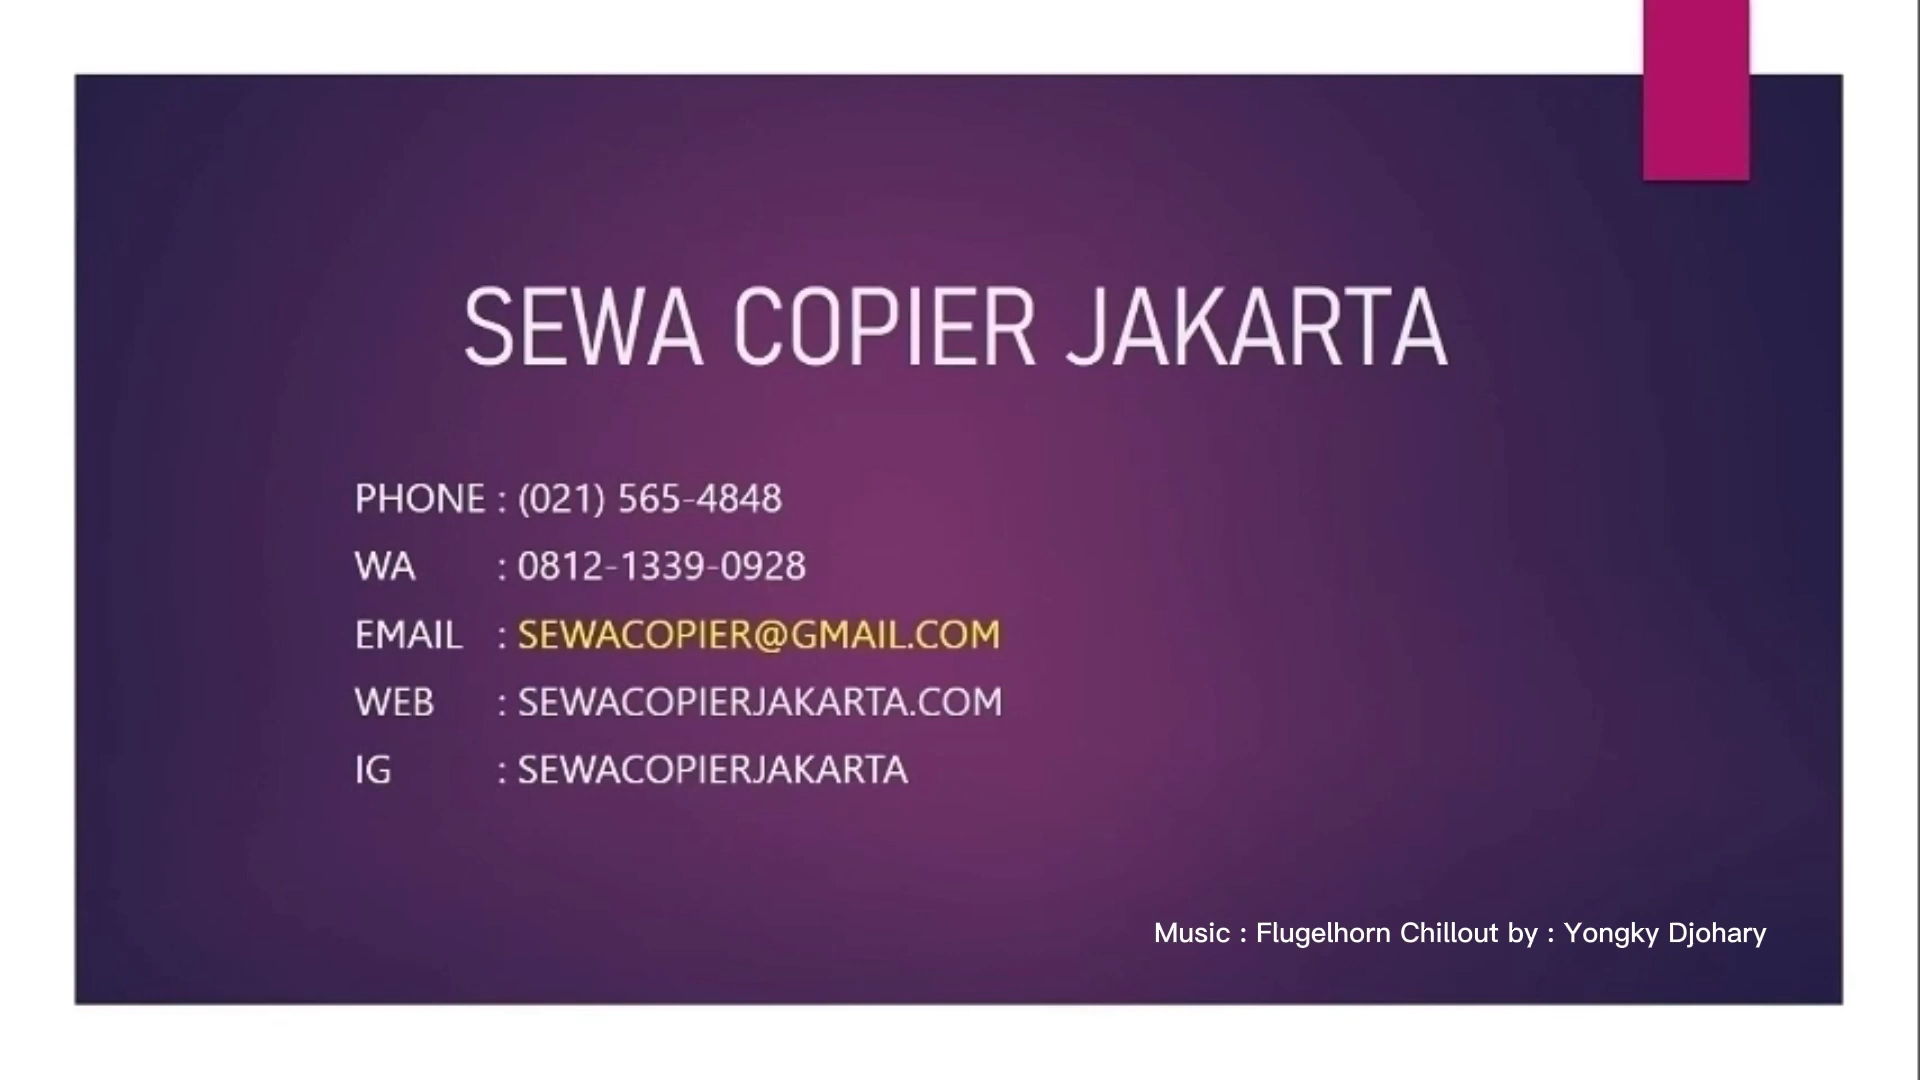 SEWA COPIER JAKARTA
PHONE : (021) 565-4848
WA : 0812-1339-0928
EMAIL : SEWACOPIER@GMAIL.COM
WEB : SEWACOPIERJAKARTA.COM
IG : SEWACOPIERJAKARTA
Music : Flugelhorn Chillout by : Yongky Djohary